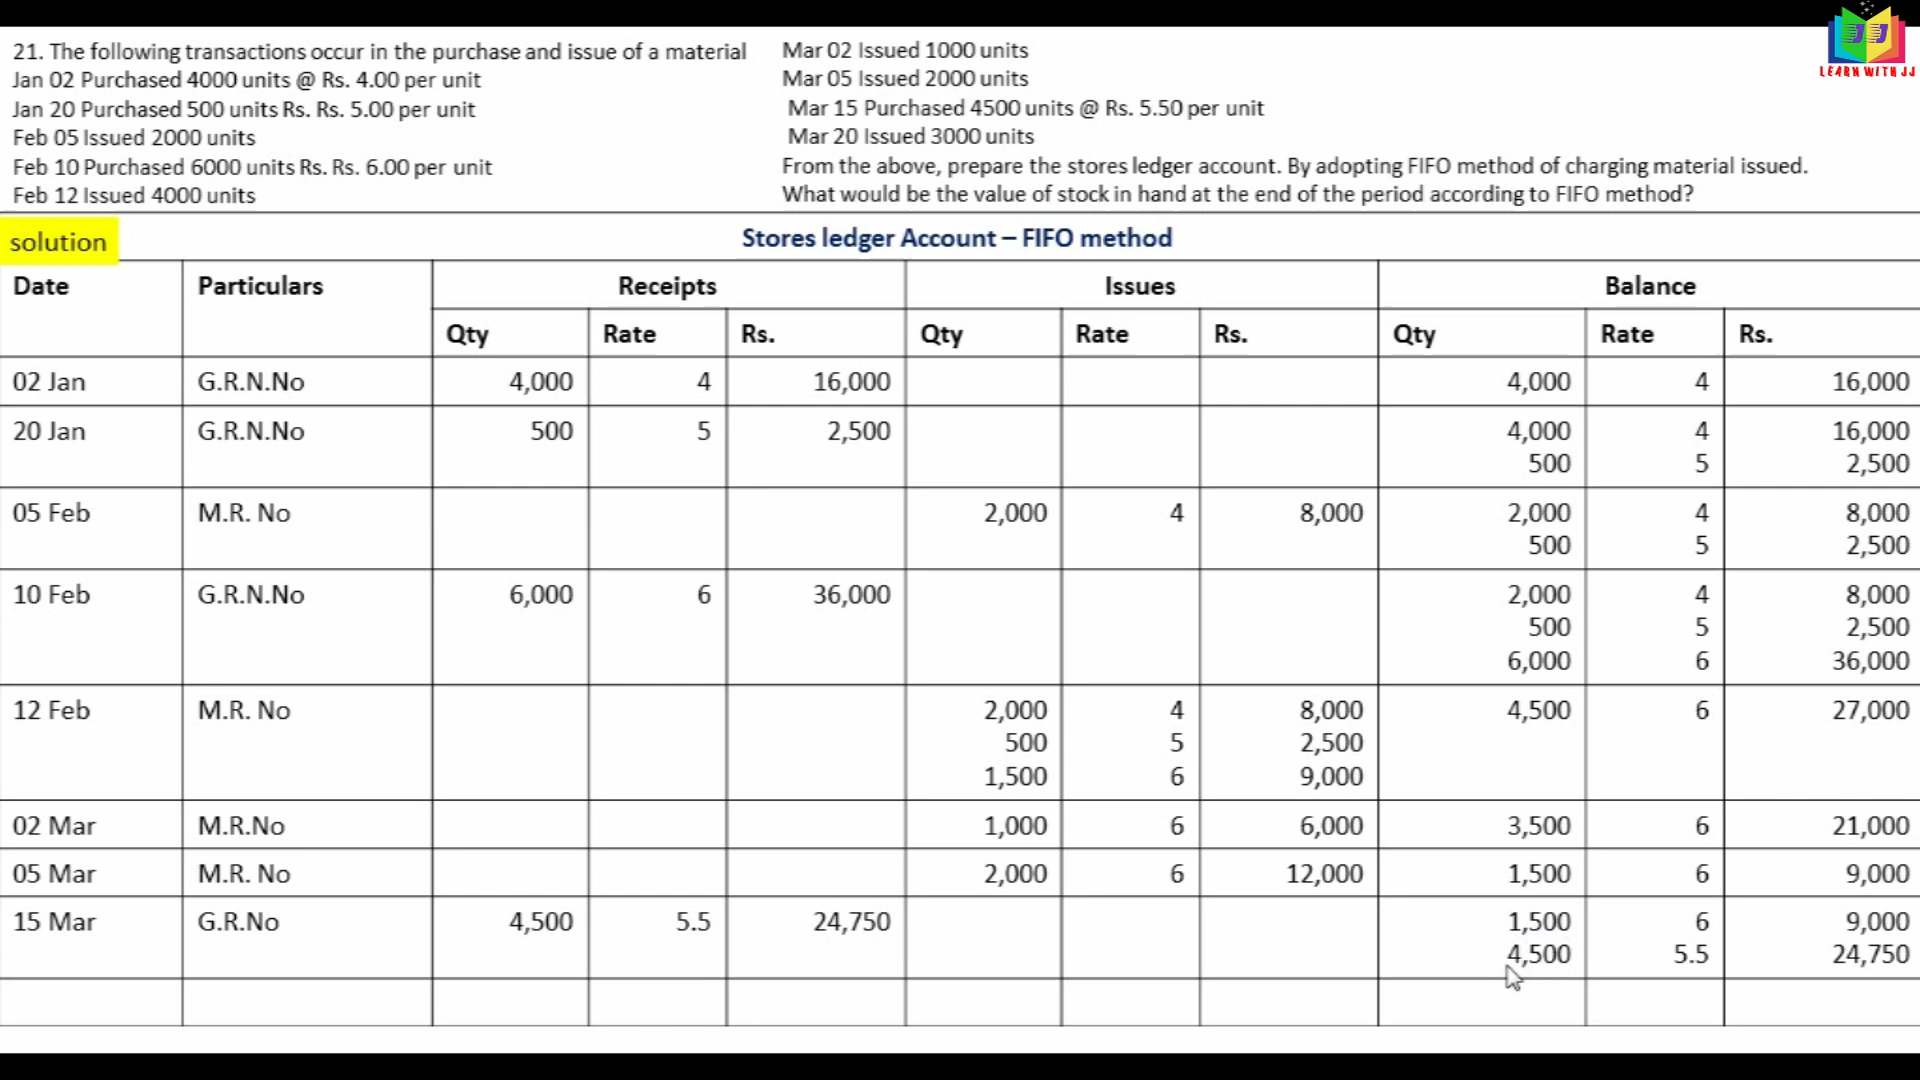 21. The following transactions occur in the purchase and issue of a material
Jan 02 Purchased 4000 units @ Rs. 4.00 per unit
Jan 20 Purchased 500 units Rs. Rs. 5.00 per unit
Feb 05 Issued 2000 units
Feb 10 Purchased 6000 units Rs. Rs. 6.00 per unit
Feb 12 Issued 4000 units
Mar 02 Issued 1000 units
Mar 05 Issued 2000 units
Mar 15 Purchased 4500 units @ Rs. 5.50 per unit
Mar 20 Issued 3000 units
From the above, prepare the stores ledger account. By adopting FIFO method of charging material issued.
What would be the value of stock in hand at the end of the period according to FIFO method?
JJ
LEARN WITH JJ
solution
Stores ledger Account – FIFO method
Date Particulars Receipts Issues Balance
Qty Rate Rs. Qty Rate Rs. Qty Rate Rs.
02 Jan G.R.N.No 4,000 4 16,000 4,000 4 16,000
20 Jan G.R.N.No 500 5 2,500 4,000 4 16,000
500 5 2,500
05 Feb M.R. No 2,000 4 8,000 2,000 4 8,000
500 5 2,500
10 Feb G.R.N.No 6,000 6 36,000 2,000 4 8,000
500 5 2,500
6,000 6 36,000
12 Feb M.R. No 2,000 4 8,000 4,500 6 27,000
500 5 2,500
1,500 6 9,000
02 Mar M.R.No 1,000 6 6,000 3,500 6 21,000
05 Mar M.R. No 2,000 6 12,000 1,500 6 9,000
15 Mar G.R.No 4,500 5.5 24,750 1,500 6 9,000
4,500 5.5 24,750